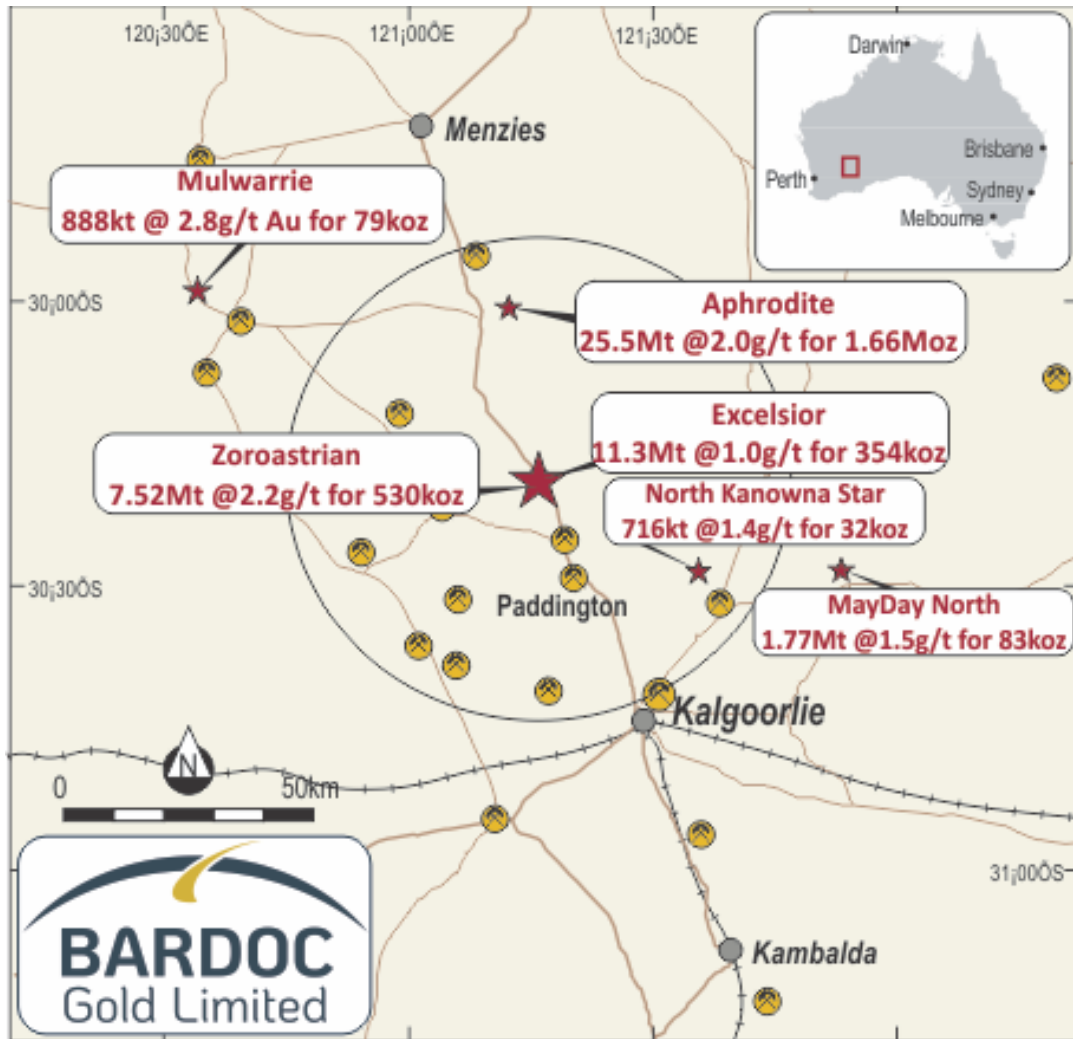 120¡30ÕE
121¡00ÕE
121¡30ÕE
Darwin
Brisbane
Perth
Sydney
Melbourne
Menzies
Mulwarrie
888kt @ 2.8g/t Au for 79koz
30¡00ÕS
Aphrodite
25.5Mt @2.0g/t for 1.66Moz
Excelsior
11.3Mt @1.0g/t for 354koz
Zoroastrian
7.52Mt @2.2g/t for 530koz
North Kanowna Star
716kt @1.4g/t for 32koz
30¡30ÕS
Paddington
MayDay North
1.77Mt @1.5g/t for 83koz
Kalgoorlie
N
0
50km
31¡00ÕS
BARDOC
Gold Limited
Kambalda